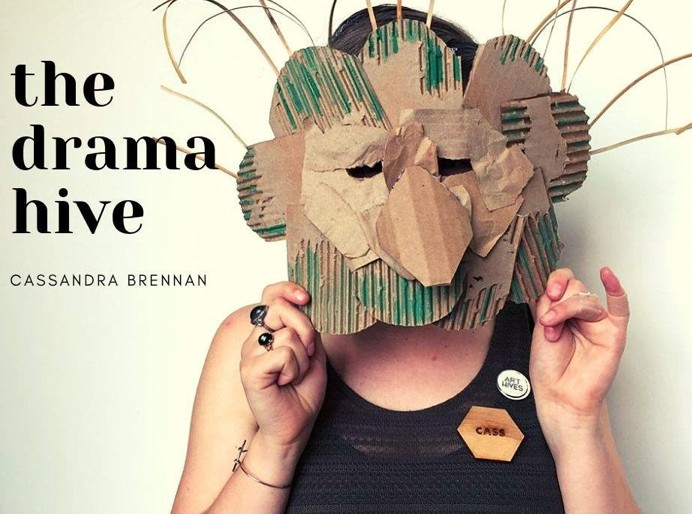 the
drama
hive
CASSANDRA BRENNAN
ART
HIVES
CASS